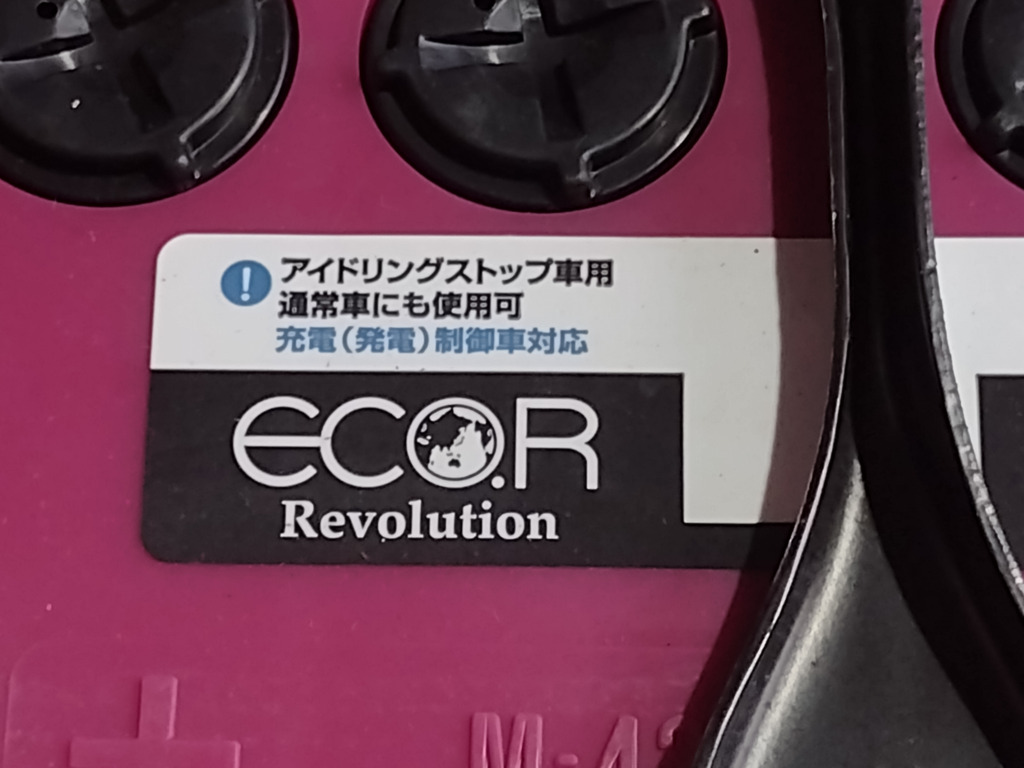 アイドリングストップ車用
通常車にも使用可
充電(発電)制御車対応
ECO.R
Revolution
M-4